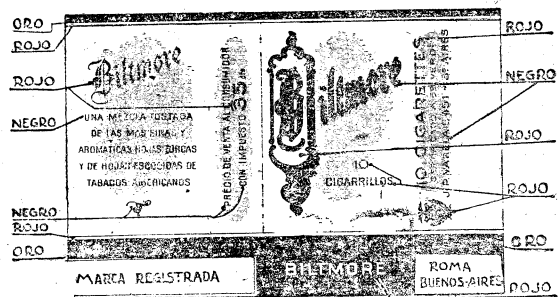 ORO
ROJO
ROJO
NEGRO
NEGRO
ROJO
ORO
Biltmore
UNA MEZCLA TOSTADA
DE LAS MAS FINAS Y
AROMATICAS HOJAS TURCAS
Y DE HOJAS ESCOGIDAS DE
TABACOS AMERICANOS
PRECIO DE VENTA AL CONSUMIDOR
CON IMPUESTO 35
Biltmore
10
CIGARRILLOS
10 CIGARETTES
ROJO
NEGRO
ROJO
ROJO
ORO
ROJO
MARCA REGISTRADA
BILTMORE
ROMA
BUENOS-AIRES